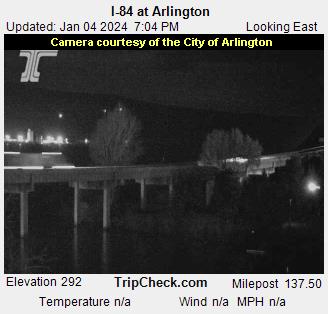 I-84 at Arlington
Updated: Jan 04 2024 7:04 PM Looking East
Camera courtesy of the City of Arlington
Elevation 292 TripCheck.com Milepost 137.50
Temperature n/a Wind n/a MPH n/a